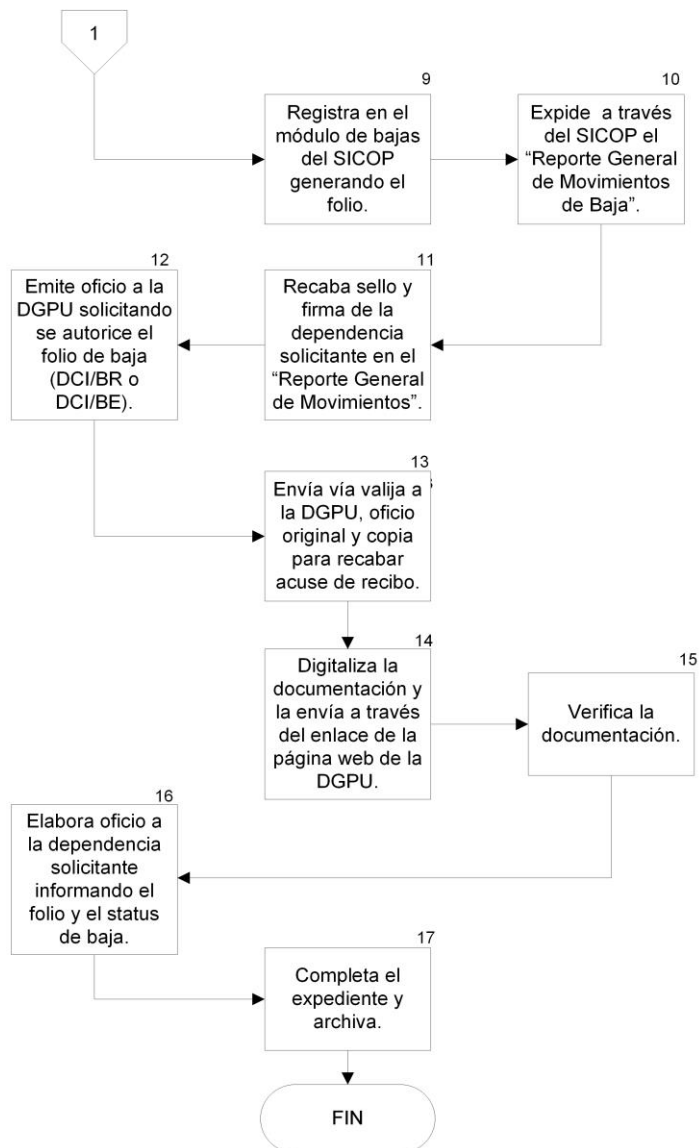 1
9
Registra en el
módulo de bajas
del SICOP
generando el
folio.
10
Expide a través
del SICOP el
“Reporte General
de Movimientos
de Baja”.
11
Recaba sello y
firma de la
dependencia
solicitante en el
“Reporte General
de Movimientos”.
12
Emite oficio a la
DGPU solicitando
se autorice el
folio de baja
(DCI/BR o
DCI/BE).
13
Envía vía valija a
la DGPU, oficio
original y copia
para recabar
acuse de recibo.
14
Digitaliza la
documentación y
la envía a través
del enlace de la
página web de la
DGPU.
15
Verifica la
documentación.
16
Elabora oficio a
la dependencia
solicitante
informando el
folio y el status
de baja.
17
Completa el
expediente y
archiva.
FIN